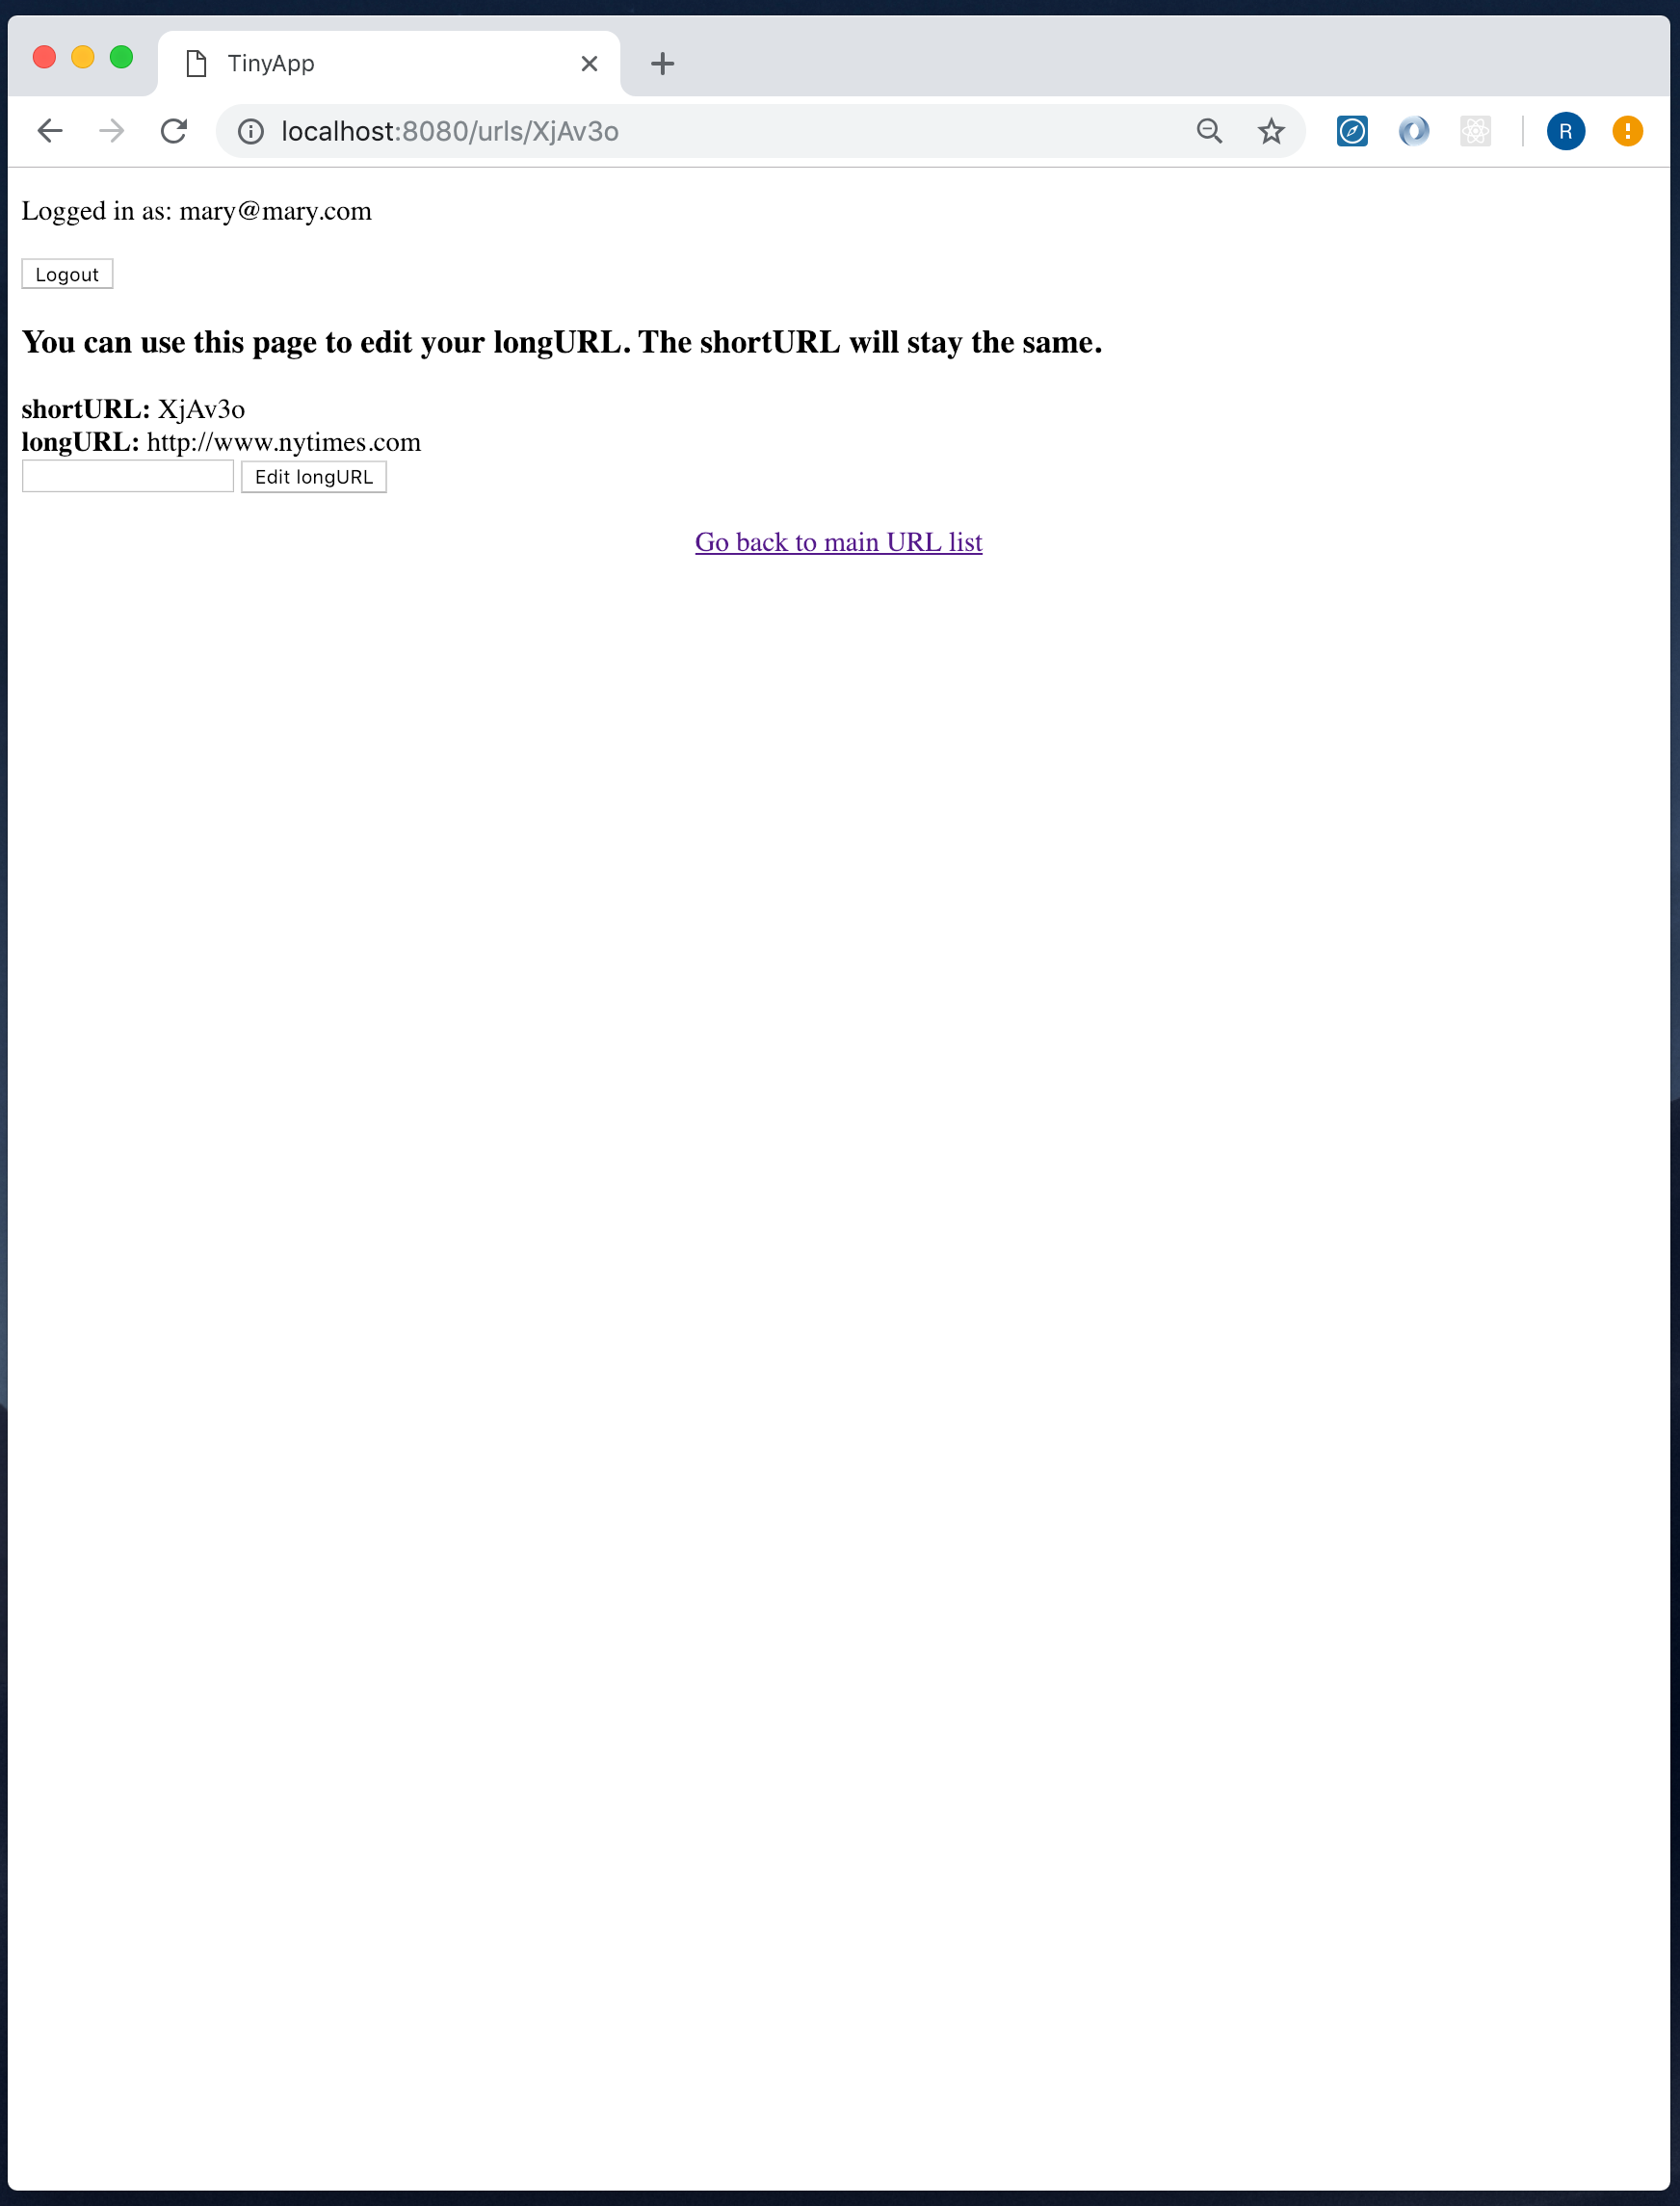 TinyApp
localhost:8080/urls/XjAv3o
R
Logged in as: mary@mary.com
Logout
You can use this page to edit your longURL. The shortURL will stay the same.
shortURL: XjAv3o
longURL: http://www.nytimes.com
Edit longURL
Go back to main URL list